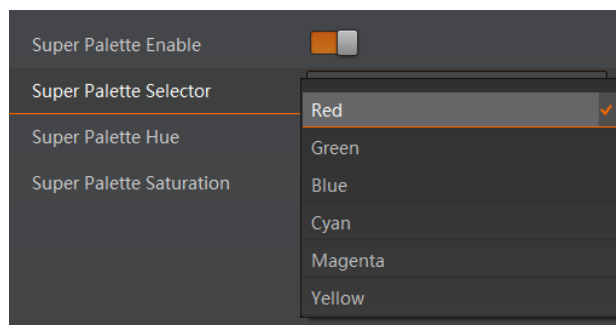 Super Palette Enable
Super Palette Selector
Red
Green
Blue
Cyan
Magenta
Yellow
Super Palette Hue
Super Palette Saturation